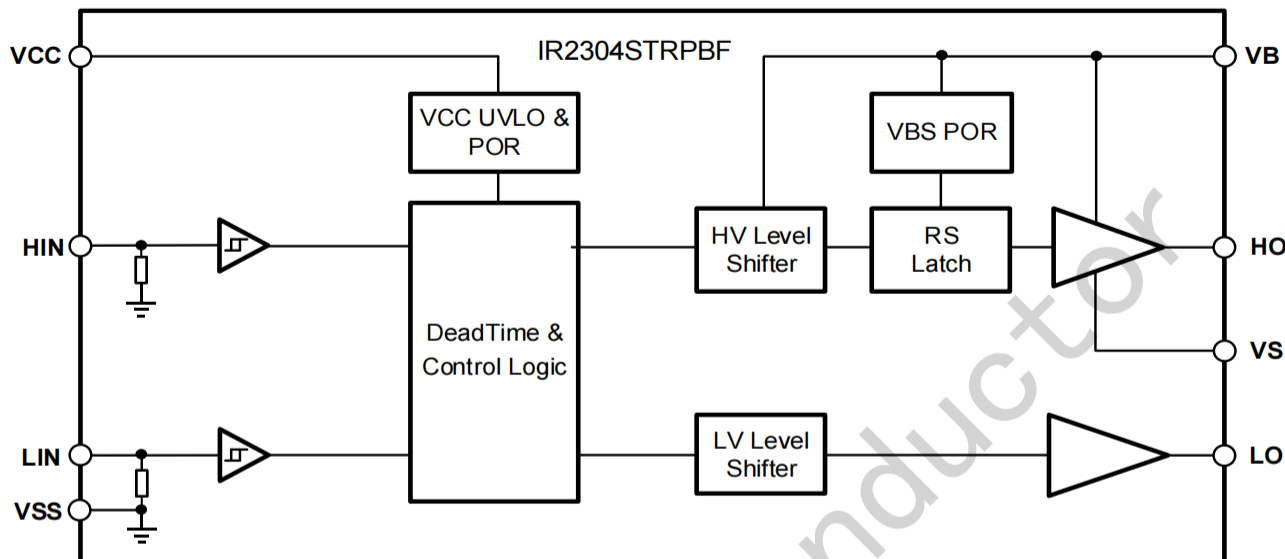 IR2304STRPBF
VCC
VB
VCC UVLO &
POR
VBS POR
HIN
HV Level
Shifter
RS
Latch
HO
DeadTime &
Control Logic
VS
LIN
LV Level
Shifter
LO
VSS
nductor